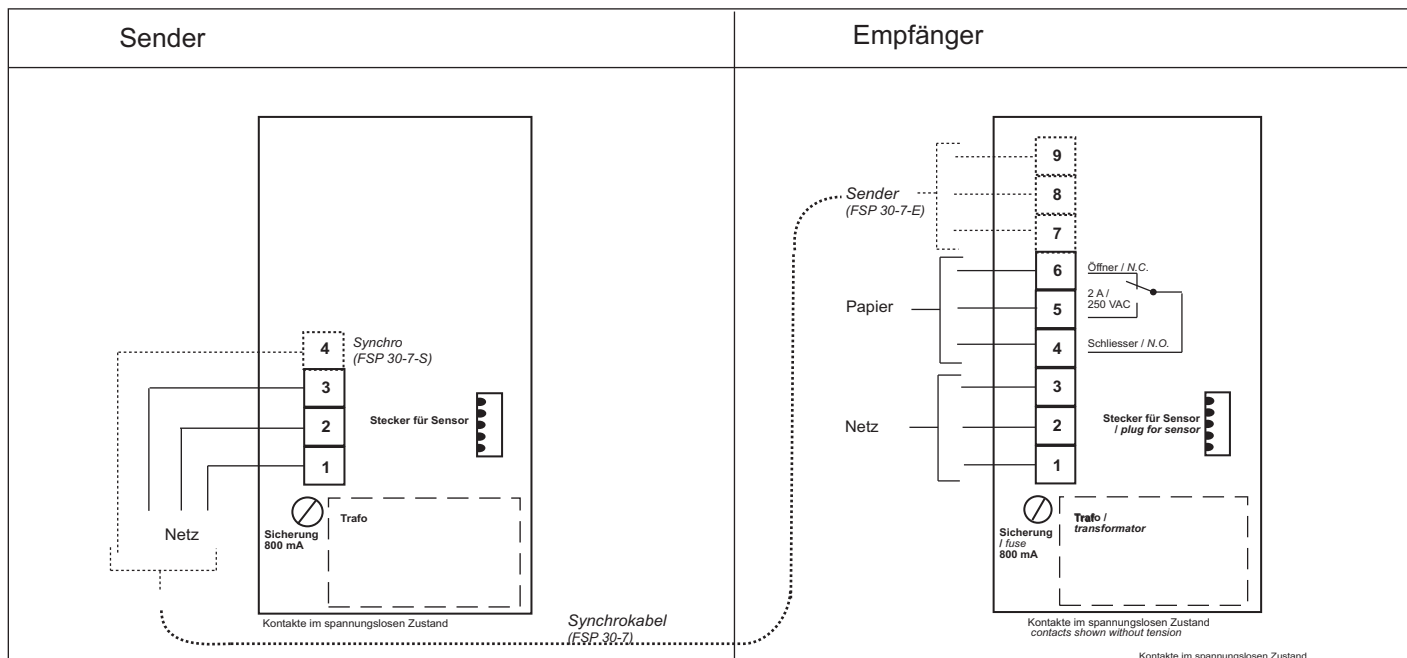 Sender
Empfänger
4
3
2
1
Synchro
(FSP 30-7-S)
Stecker für Sensor
Netz
Sicherung
800 mA
Trafo
Kontakte im spannungslosen Zustand
Synchrokabel
(FSP 30-7)
Sender
(FSP 30-7-E)
Papier
Netz
9
8
7
6
5
4
3
2
1
Öffner / N.C.
2 A /
250 VAC
Schliesser / N.O.
Stecker für Sensor
/ plug for sensor
Sicherung
/ fuse
800 mA
Trafo /
transformator
Kontakte im spannungslosen Zustand
contacts shown without tension
Kontakte im spannungslosen Zustand